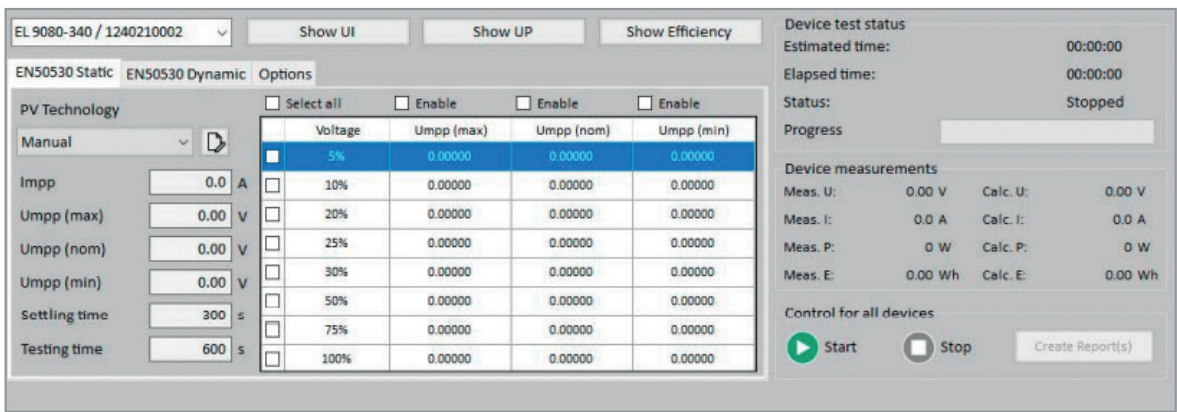 EL 9080-340 / 1240210002 Show UI Show UP Show Efficiency
EN50530 Static EN50530 Dynamic Options
PV Technology
Manual
Impp 0.0 A
Umpp (max) 0.00 V
Umpp (nom) 0.00 V
Umpp (min) 0.00 V
Settling time 300 s
Testing time 600 s
Select all Enable Enable Enable
Voltage Umpp (max) Umpp (nom) Umpp (min)
5% 0.00000 0.00000 0.00000
10% 0.00000 0.00000 0.00000
20% 0.00000 0.00000 0.00000
25% 0.00000 0.00000 0.00000
30% 0.00000 0.00000 0.00000
50% 0.00000 0.00000 0.00000
75% 0.00000 0.00000 0.00000
100% 0.00000 0.00000 0.00000
Device test status
Estimated time: 00:00:00
Elapsed time: 00:00:00
Status: Stopped
Progress
Device measurements
Meas. U: 0.00 V Calc. U: 0.00 V
Meas. I: 0.0 A Calc. I: 0.0 A
Meas. P: 0 W Calc. P: 0 W
Meas. E: 0.00 Wh Calc. E: 0.00 Wh
Control for all devices
Start Stop Create Report(s)